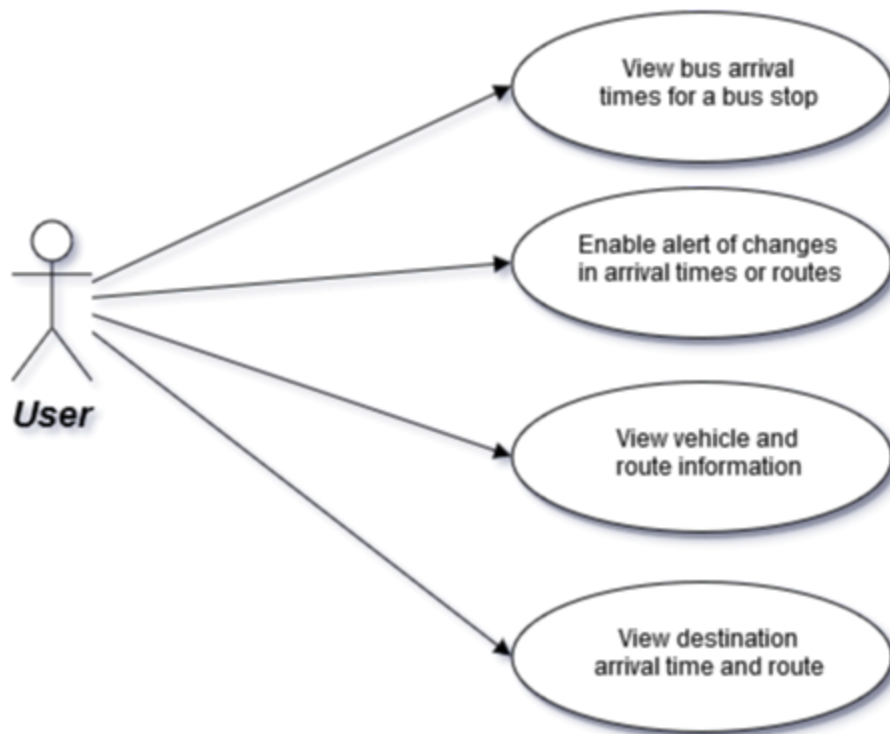 View bus arrival
times for a bus stop
Enable alert of changes
in arrival times or routes
User
View vehicle and
route information
View destination
arrival time and route